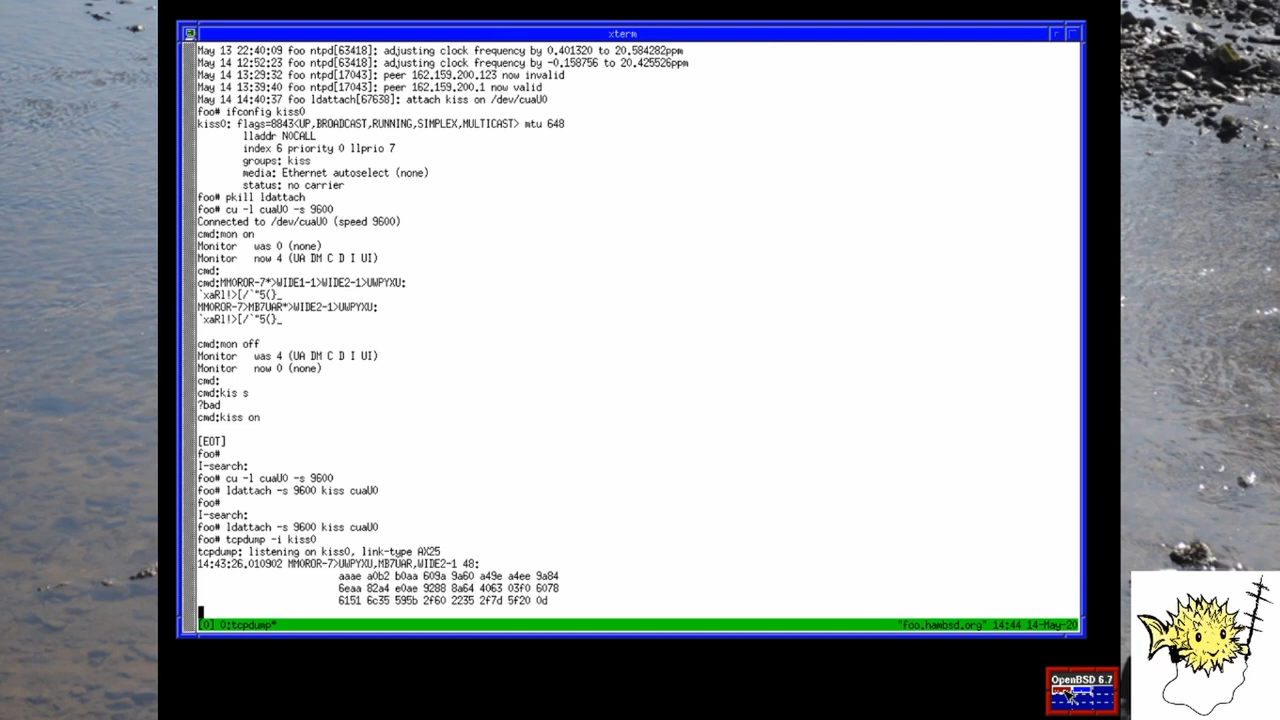 xterm
May 13 22:40:09 foo ntpd[63418]: adjusting clock frequency by 0.401320 to 20.584282ppm
May 14 12:52:23 foo ntpd[63418]: adjusting clock frequency by -0.158756 to 20.425526ppm
May 14 13:29:32 foo ntpd[17043]: peer 162.159.200.123 now invalid
May 14 13:39:40 foo ntpd[17043]: peer 162.159.200.1 now valid
May 14 14:40:37 foo ldattach[67638]: attach kiss on /dev/cuaU0
foo# ifconfig kiss0
kiss0: flags=8843<UP,BROADCAST,RUNNING,SIMPLEX,MULTICAST> mtu 648
lladdr NOCALL
index 6 priority 0 llprio 7
groups: kiss
media: Ethernet autoselect (none)
status: no carrier
foo# pkill ldattach
foo# cu -l cuaU0 -s 9600
Connected to /dev/cuaU0 (speed 9600)
cmd:mon on
Monitor   was 0 (none)
Monitor   now 4 (UA DM C D I UI)
cmd:
cmd:MM0ROR-7*>WIDE1-1>WIDE2-1>UWPYXU:
`xaRl!>[/`"5(}_
MM0ROR-7>MB7UAR*>WIDE2-1>UWPYXU:
`xaRl!>[/`"5(}_
cmd:mon off
Monitor   was 4 (UA DM C D I UI)
Monitor   now 0 (none)
cmd:
cmd:kis s
?bad
cmd:kiss on
[EOT]
foo#
I-search:
foo# cu -l cuaU0 -s 9600
foo# ldattach -s 9600 kiss cuaU0
foo#
I-search:
foo# ldattach -s 9600 kiss cuaU0
foo# tcpdump -i kiss0
tcpdump: listening on kiss0, link-type AX25
14:43:26.010902 MM0ROR-7>UWPYXU,MB7UAR,WIDE2-1 48:
aaae a0b2 b0aa 609a 9a60 a49e a4ee 9a84
6eaa 82a4 e0ae 9288 8a64 4063 03f0 6078
6151 6c35 595b 2f60 2235 2f7d 5f20 0d
[0] 0:tcpdump* "foo.hambsd.org" 14:44 14-May-20
OpenBSD 6.7